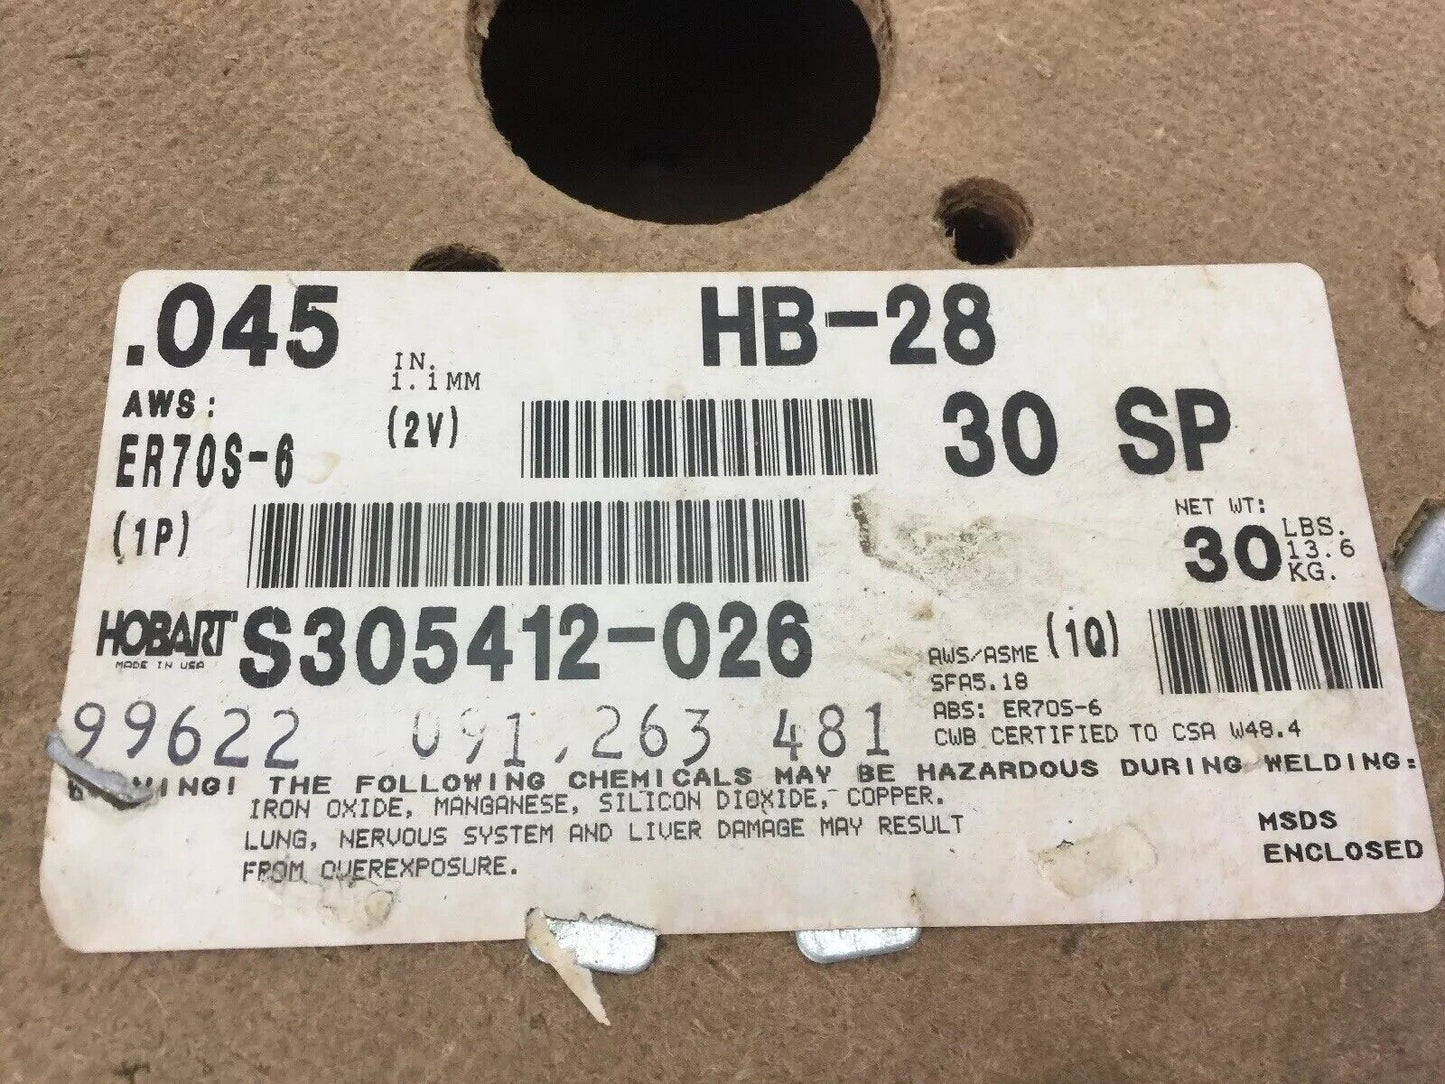 .045 IN. 1.1MM HB-28
AWS: (2V) 30 SP
ER70S-6
(1P)
NET WT:
30 LBS.
13.6
KG.
HOBART S305412-026
MADE IN USA
AWS/ASME (1Q)
SFA5.18
ABS: ER70S-6
CWB CERTIFIED TO CSA W48.4
99622 091,263 481
THE FOLLOWING CHEMICALS MAY BE HAZARDOUS DURING WELDING:
IRON OXIDE, MANGANESE, SILICON DIOXIDE, COPPER.
LUNG, NERVOUS SYSTEM AND LIVER DAMAGE MAY RESULT
FROM OVEREXPOSURE.
MSDS
ENCLOSED